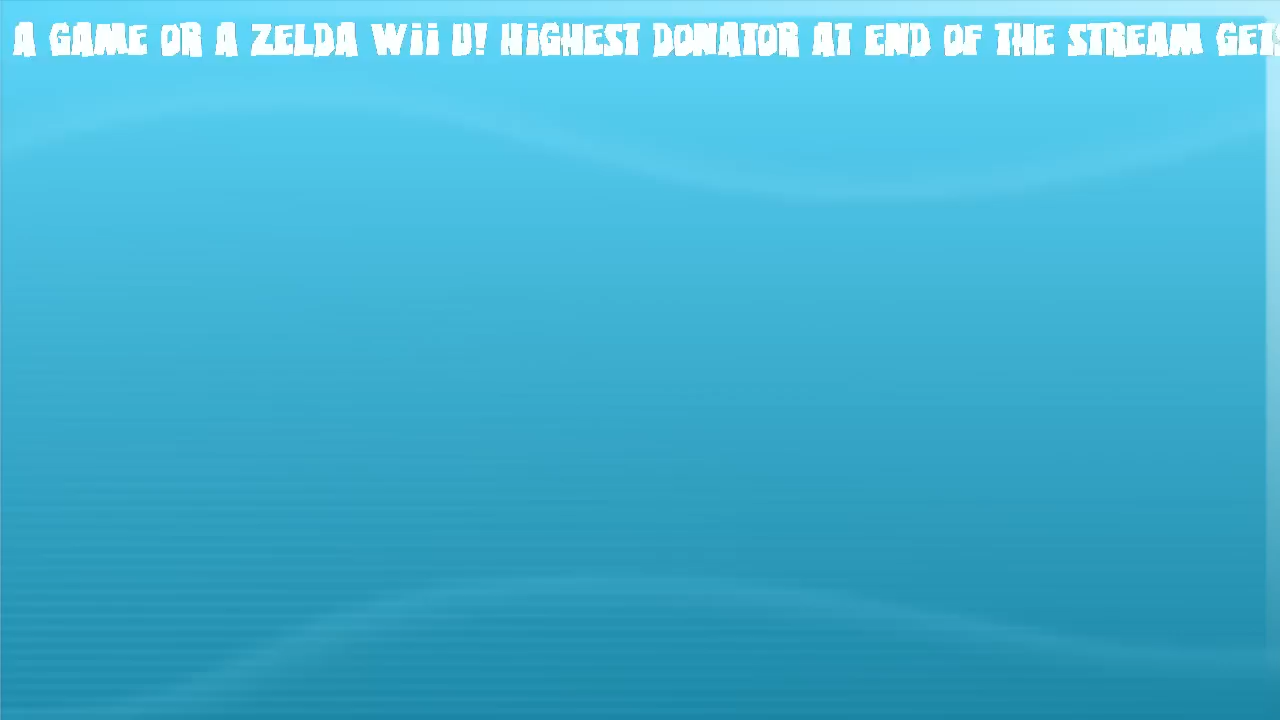 A GAME OR A ZELDA Wii U! HiGHEST DONATOR AT END OF THE STREAM GETS